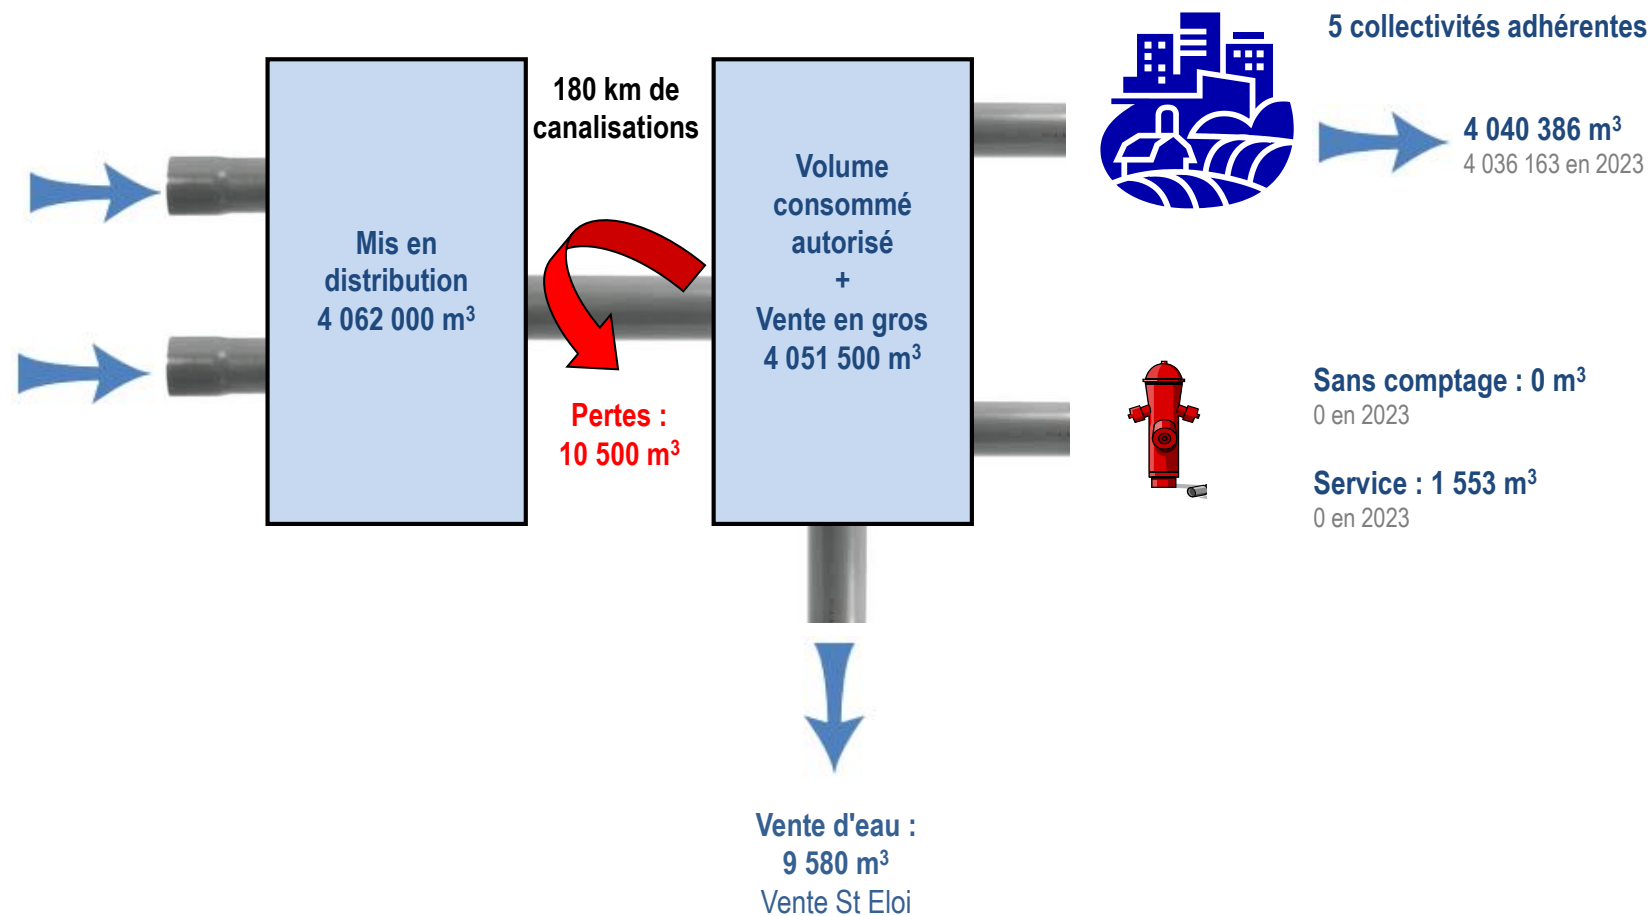 5 collectivités adhérentes
180 km de
canalisations
4 040 386 m³
4 036 163 en 2023
Mis en
distribution
4 062 000 m³
Volume
consommé
autorisé
+
Vente en gros
4 051 500 m³
Pertes :
10 500 m³
Sans comptage : 0 m³
0 en 2023
Service : 1 553 m³
0 en 2023
Vente d'eau :
9 580 m³
Vente St Eloi